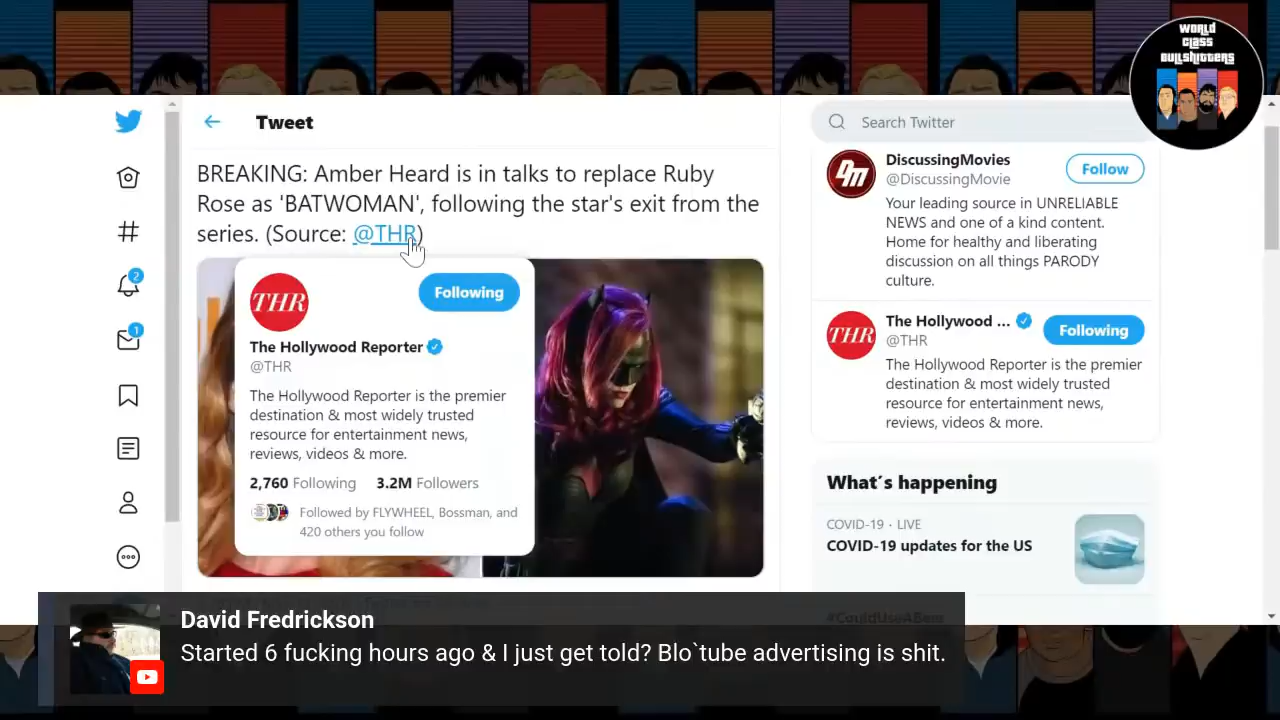 WORLD
CLASS
BULLSHITTERS
Tweet
BREAKING: Amber Heard is in talks to replace Ruby
Rose as 'BATWOMAN', following the star's exit from the
series. (Source: @THR)
THR
Following
The Hollywood Reporter
@THR
The Hollywood Reporter is the premier
destination & most widely trusted
resource for entertainment news,
reviews, videos & more.
2,760 Following 3.2M Followers
Followed by FLYWHEEL, Bossman, and
420 others you follow
2
1
Search Twitter
DM
DiscussingMovies
@DiscussingMovie
Follow
Your leading source in UNRELIABLE
NEWS and one of a kind content.
Home for healthy and liberating
discussion on all things PARODY
culture.
THR
The Hollywood ...
@THR
Following
The Hollywood Reporter is the premier
destination & most widely trusted
resource for entertainment news,
reviews, videos & more.
What's happening
COVID-19 · LIVE
COVID-19 updates for the US
#CouldUseABeer
David Fredrickson
Started 6 fucking hours ago & I just get told? Blo`tube advertising is shit.